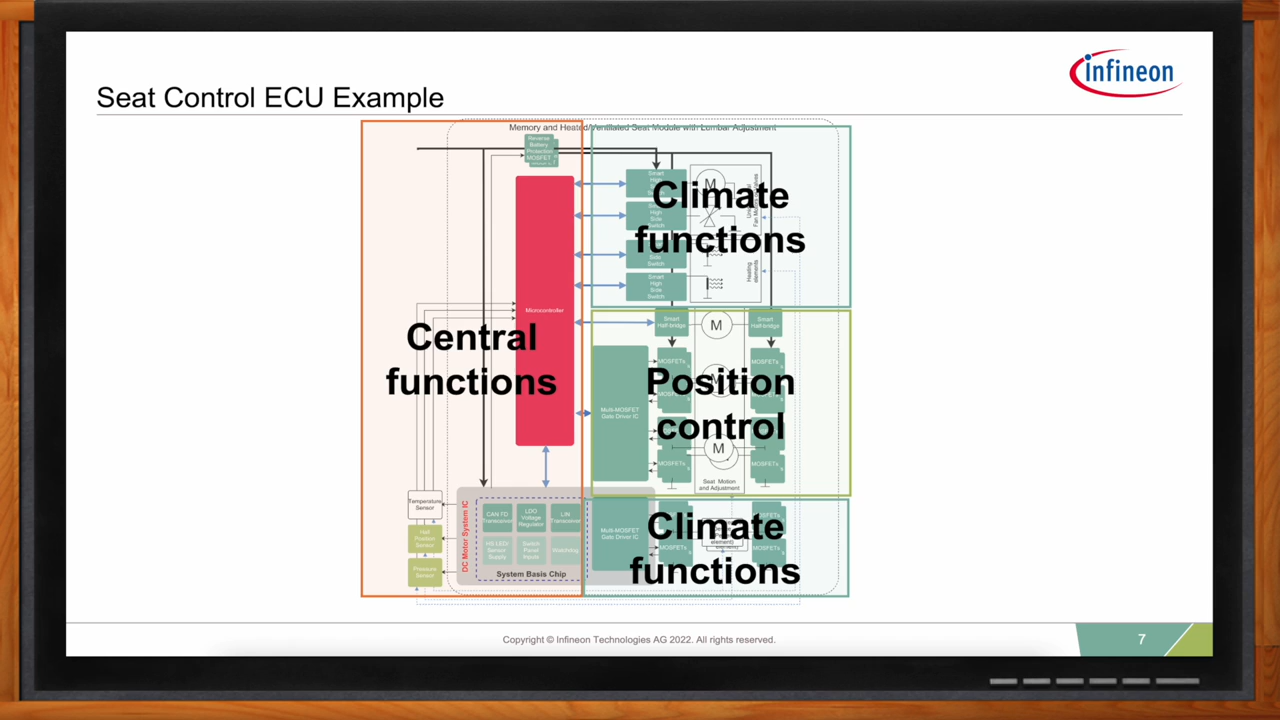 infineon
Seat Control ECU Example
Memory and Heated/Ventilated Seat Module with Lumbar Adjustment
Reverse
Battery
Protection
MOSFET
Smart
High
Climate
functions
High
Side
Switch
Side
Switch
Smart
High
Side
Switch
Heating
elements
Microcontroller
Central
functions
Smart
Half-bridge
M
Smart
Half-bridge
MOSFETs
MOSFETs
Multi-MOSFET
Gate Driver IC
Position
control
M
MOSFETs
MOSFETs
Seat Motion
and Adjustment
Temperature
Sensor
Hall
Position
Sensor
Pressure
Sensor
DC Motor System IC
CAN FD
Transceiver
LDO
Voltage
Regulator
LIN
Transceiver
HS LED/
Sensor
Supply
Switch
Panel
Inputs
Watchdog
System Basis Chip
Multi-MOSFET
Gate Driver IC
Climate
functions
Copyright © Infineon Technologies AG 2022. All rights reserved.
7